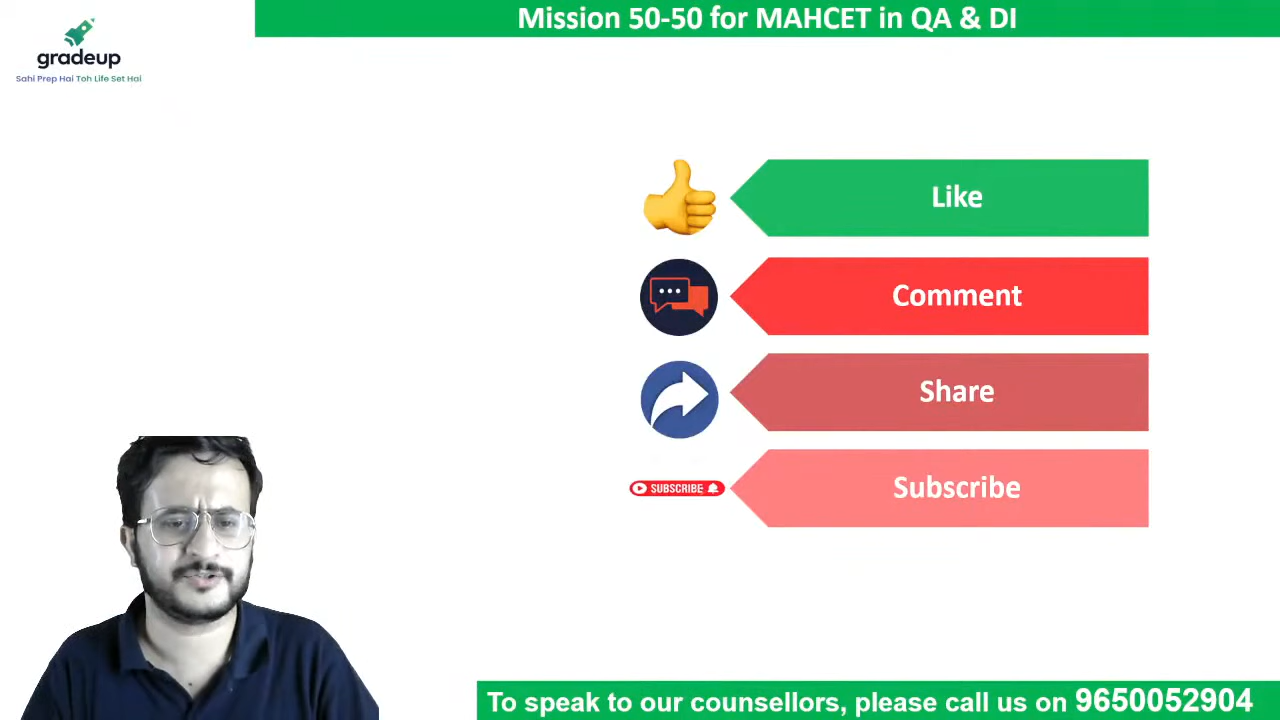 Mission 50-50 for MAHCET in QA & DI
gradeup
Sahi Prep Hai Toh Life Set Hai
Like
Comment
Share
SUBSCRIBE
Subscribe
To speak to our counsellors, please call us on 9650052904